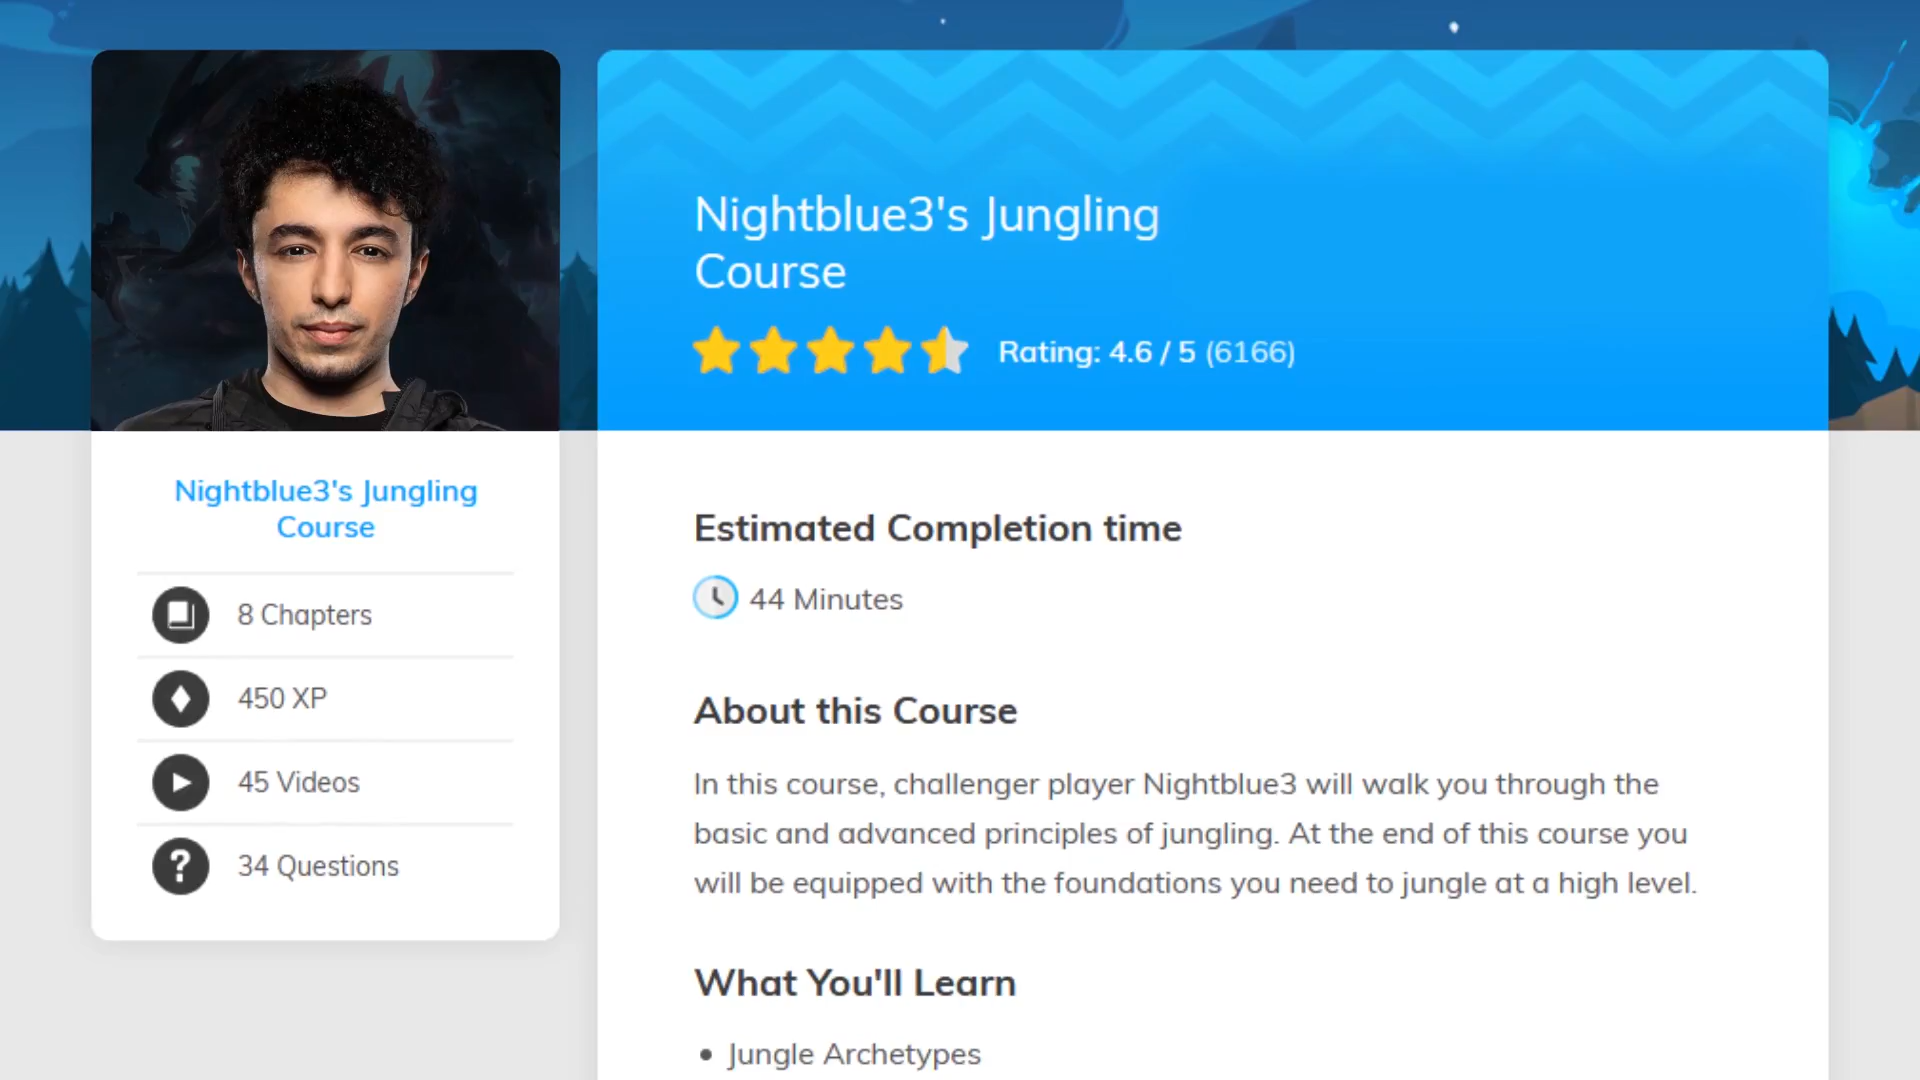 Nightblue3's Jungling
Course
8 Chapters
450 XP
45 Videos
34 Questions
Nightblue3's Jungling
Course
Rating: 4.6 / 5 (6166)
Estimated Completion time
44 Minutes
About this Course
In this course, challenger player Nightblue3 will walk you through the
basic and advanced principles of jungling. At the end of this course you
will be equipped with the foundations you need to jungle at a high level.
What You'll Learn
• Jungle Archetypes